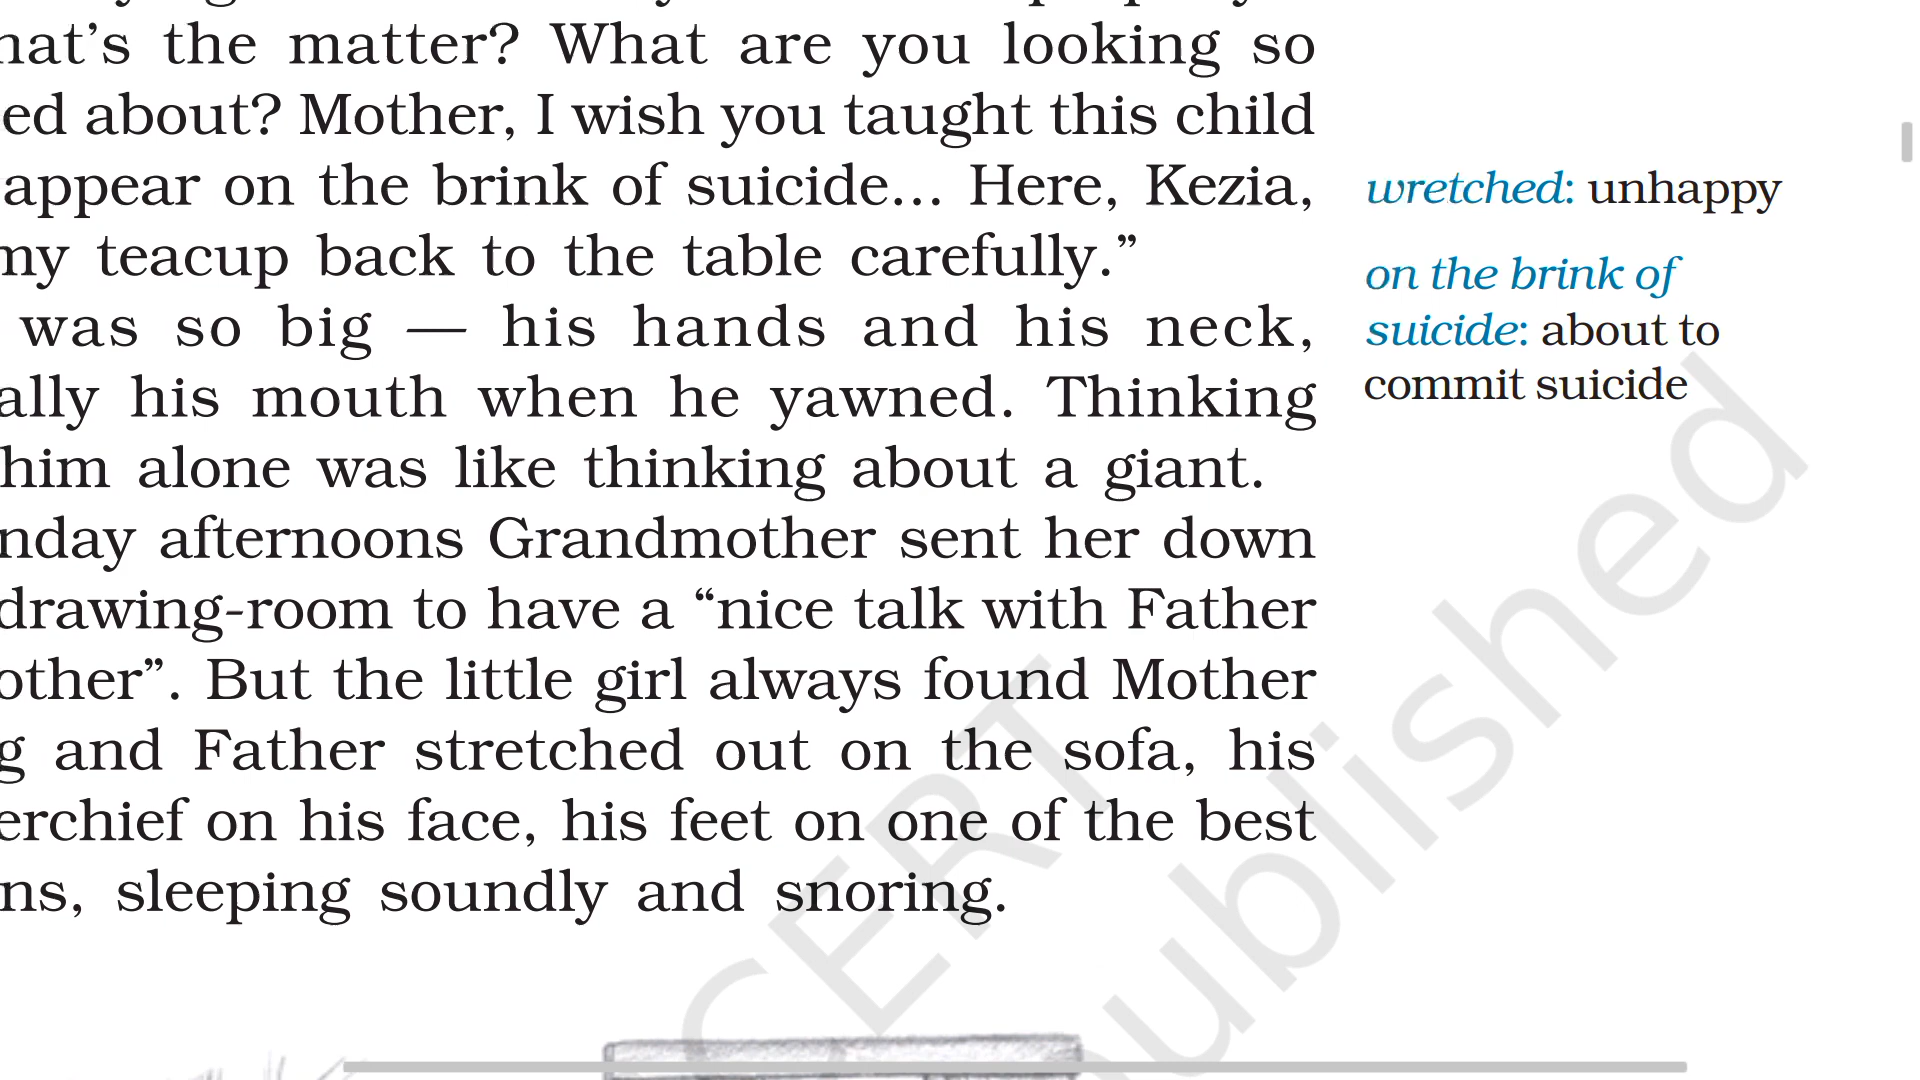 hat’s the matter? What are you looking so
ed about? Mother, I wish you taught this child
appear on the brink of suicide... Here, Kezia,
my teacup back to the table carefully.”
was so big — his hands and his neck,
ally his mouth when he yawned. Thinking
him alone was like thinking about a giant.
nday afternoons Grandmother sent her down
drawing-room to have a “nice talk with Father
other”. But the little girl always found Mother
g and Father stretched out on the sofa, his
erchief on his face, his feet on one of the best
ns, sleeping soundly and snoring.
wretched: unhappy
on the brink of
suicide: about to
commit suicide
CERT
ublished